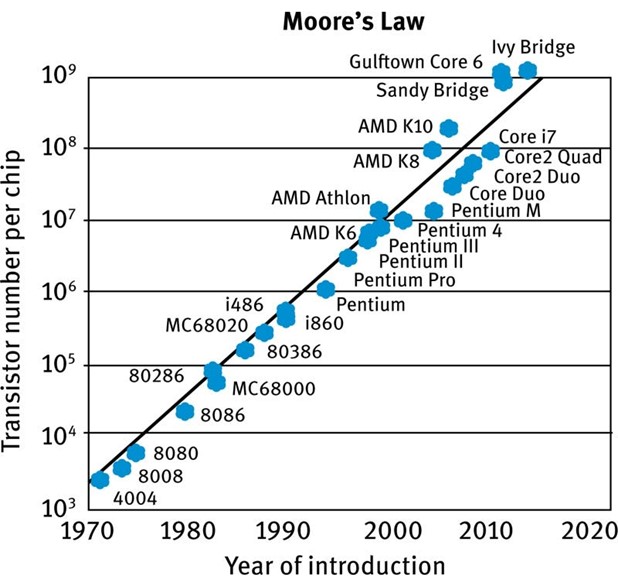 Moore's Law
Ivy Bridge
Gulftown Core 6
10⁹
Sandy Bridge
AMD K10
Core i7
10⁸
AMD K8
Core2 Quad
Core2 Duo
Core Duo
AMD Athlon
Pentium M
10⁷
Pentium 4
AMD K6
Pentium III
Pentium II
Pentium Pro
10⁶
i486
Pentium
MC68020
i860
80386
10⁵
80286
MC68000
8086
10⁴
8080
8008
4004
10³
1970 1980 1990 2000 2010 2020
Year of introduction
Transistor number per chip